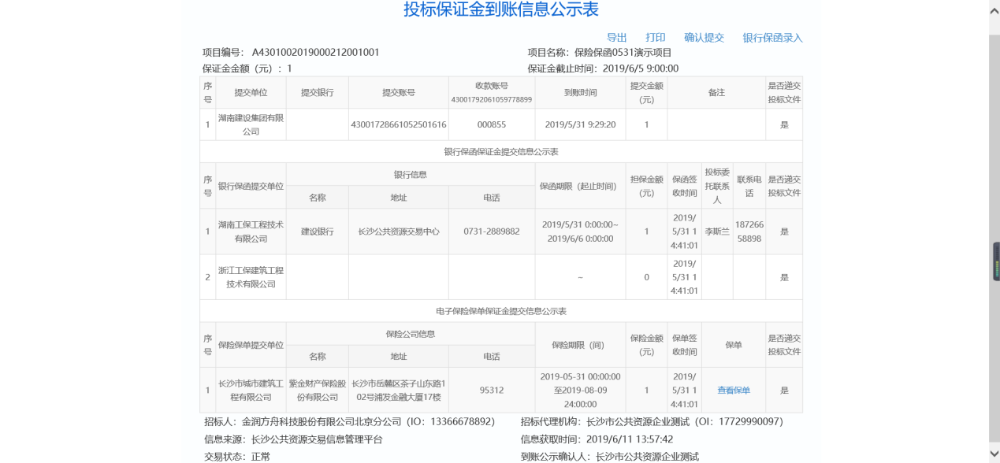 投标保证金到账信息公示表
导出 打印 确认提交 银行保函录入
项目编号： A4301002019000212001001 项目名称：保险保函0531演示项目
保证金金额（元）：1 保证金截止时间：2019/6/5 9:00:00
序号 提交单位 提交银行 提交账号 收款账号 43001792061059778899 到账时间 提交金额(元) 备注 是否递交投标文件
1 湖南建设集团有限公司 43001728661052501616 000855 2019/5/31 9:29:20 1 是
银行保函保证金提交信息公示表
序号 银行保函提交单位 银行信息 保函期限（起止时间） 担保金额(元) 保函签收时间 投标委托联系人 联系电话 是否递交投标文件
名称 地址 电话
1 湖南工保工程技术有限公司 建设银行 长沙公共资源交易中心 0731-2889882 2019/5/31 0:00:00~2019/6/6 0:00:00 1 2019/5/31 14:41:01 李斯兰 18726658898 是
2 浙江工保建筑工程技术有限公司 ~ 0 2019/5/31 14:41:01 是
电子保险保单保证金提交信息公示表
序号 保险保单提交单位 保险公司信息 保险期限（间） 保险金额(元) 保单签收时间 保单 是否递交投标文件
名称 地址 电话
1 长沙市城市建筑工程有限公司 紫金财产保险股份有限公司 长沙市岳麓区茶子山东路102号浦发金融大厦17楼 95312 2019-05-31 00:00:00至2019-08-09 24:00:00 1 2019/5/31 14:41:01 查看保单 是
招标人：金润方舟科技股份有限公司北京分公司（IO：13366678892） 招标代理机构：长沙市公共资源企业测试（OI：17729990097）
信息来源：长沙公共资源交易信息管理平台 信息获取时间：2019/6/11 13:57:42
交易状态：正常 到账公示确认人：长沙市公共资源企业测试